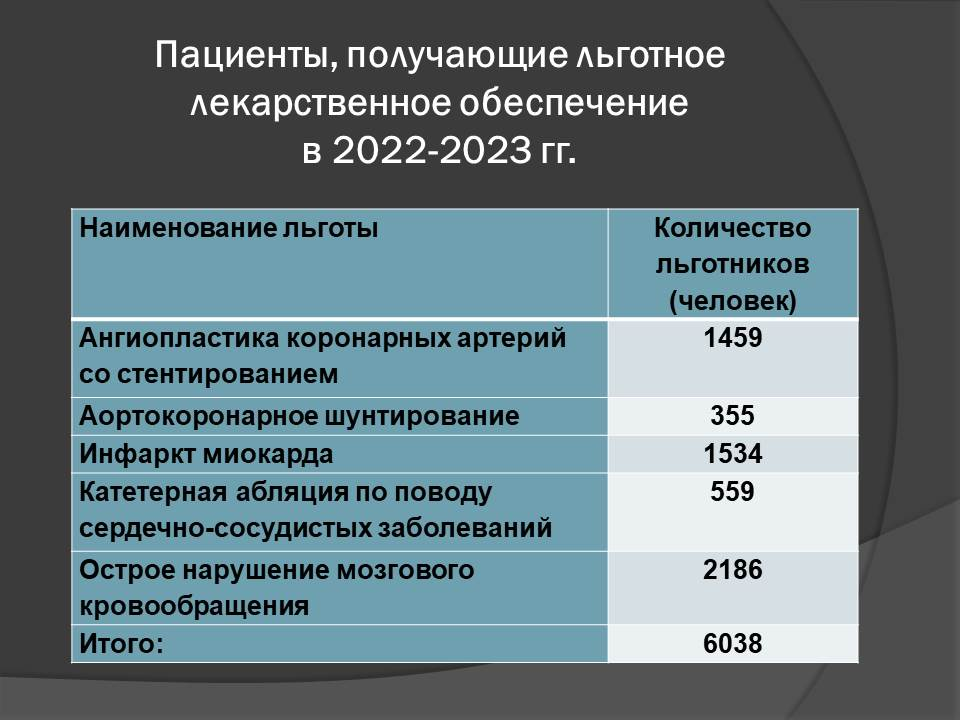 Пациенты, получающие льготное
лекарственное обеспечение
в 2022-2023 гг.
Наименование льготы
Количество
льготников
(человек)
Ангиопластика коронарных артерий
со стентированием
1459
Аортокоронарное шунтирование
355
Инфаркт миокарда
1534
Катетерная абляция по поводу
сердечно-сосудистых заболеваний
559
Острое нарушение мозгового
кровообращения
2186
Итого:
6038